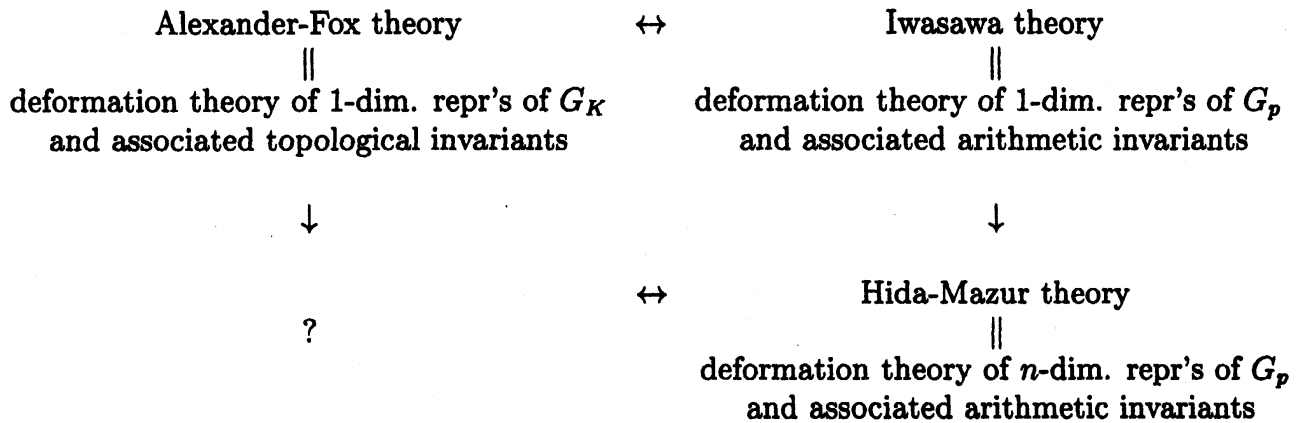 Alexander-Fox theory ↔ Iwasawa theory
|| ||
deformation theory of 1-dim. repr's of G_K deformation theory of 1-dim. repr's of G_p
and associated topological invariants and associated arithmetic invariants
↓ ↓
↔ Hida-Mazur theory
? ||
deformation theory of n-dim. repr's of G_p
and associated arithmetic invariants